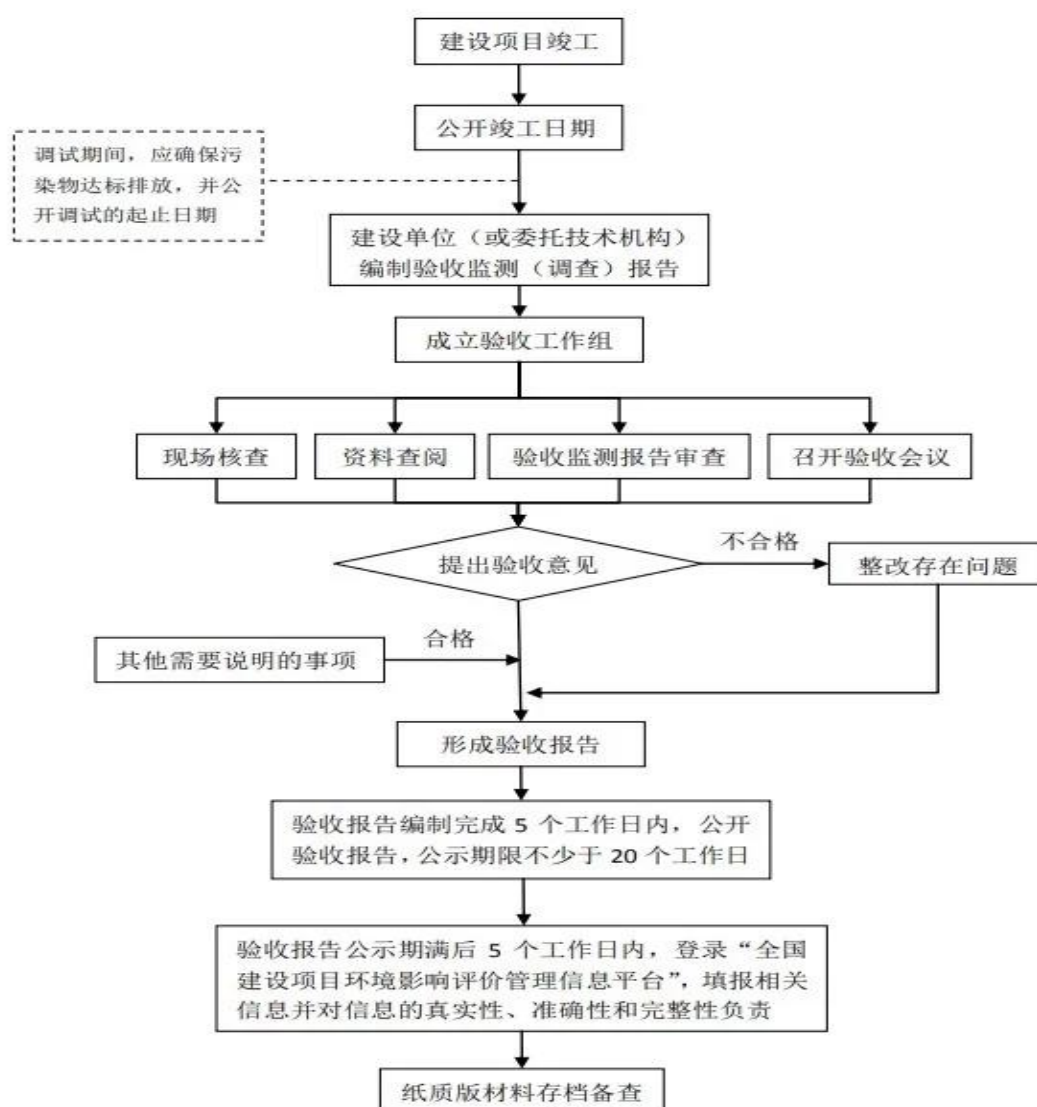 建设项目竣工
公开竣工日期
调试期间，应确保污
染物达标排放，并公
开调试的起止日期
建设单位（或委托技术机构）
编制验收监测（调查）报告
成立验收工作组
现场核查
资料查阅
验收监测报告审查
召开验收会议
提出验收意见
不合格
整改存在问题
合格
其他需要说明的事项
形成验收报告
验收报告编制完成 5 个工作日内，公开
验收报告，公示期限不少于 20 个工作日
验收报告公示期满后 5 个工作日内，登录“全国
建设项目环境影响评价管理信息平台”，填报相关
信息并对信息的真实性、准确性和完整性负责
纸质版材料存档备查